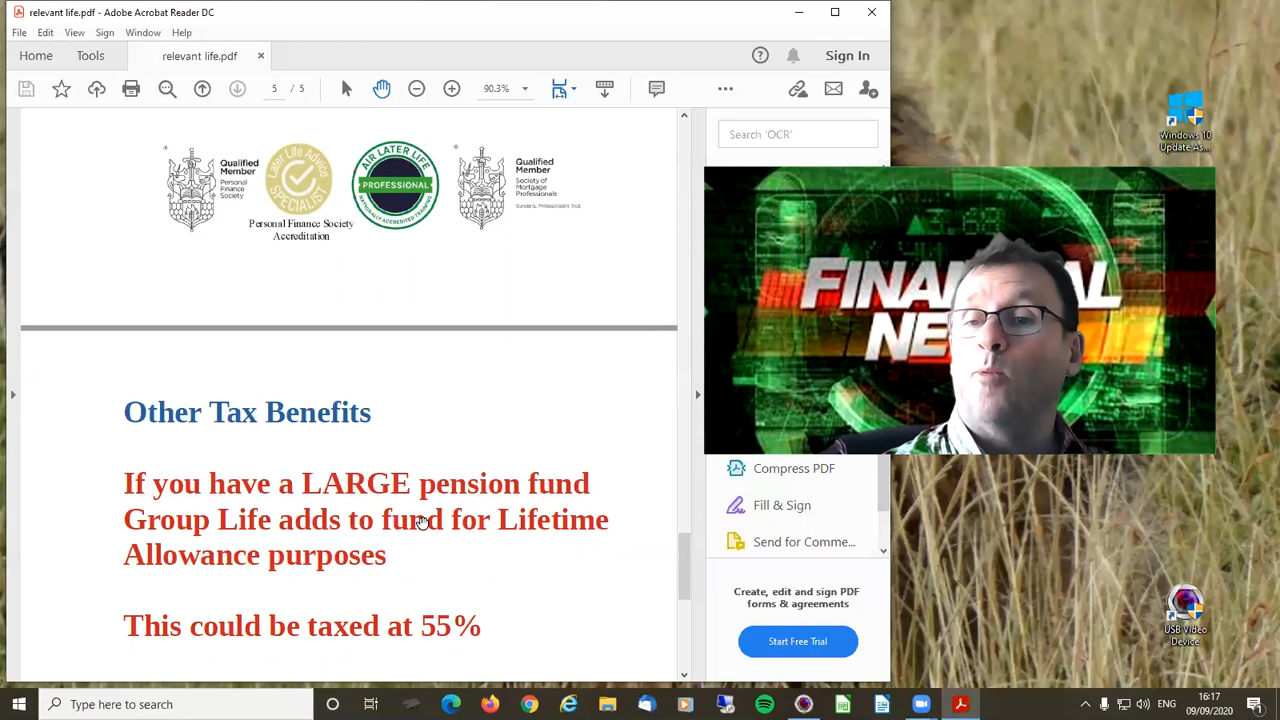 relevant life.pdf - Adobe Acrobat Reader DC
File Edit View Sign Window Help
Home Tools relevant life.pdf × Sign In
5 / 5 90.3%
Search 'OCR'
Windows 10
Update As...
Qualified
Member
Personal
Finance
Society
Later Life Advice
SPECIALIST
Personal Finance Society
Accreditation
AIR LATER LIFE
PROFESSIONAL
NATIONALLY ACCREDITED TRAINING
Qualified
Member
Society of
Mortgage
Professionals
FINANCIAL
NE
Other Tax Benefits
If you have a LARGE pension fund
Group Life adds to fund for Lifetime
Allowance purposes
This could be taxed at 55%
Compress PDF
Fill & Sign
Send for Comme...
Create, edit and sign PDF
forms & agreements
Start Free Trial
USB Video
Device
Type here to search
16:17
09/09/2020